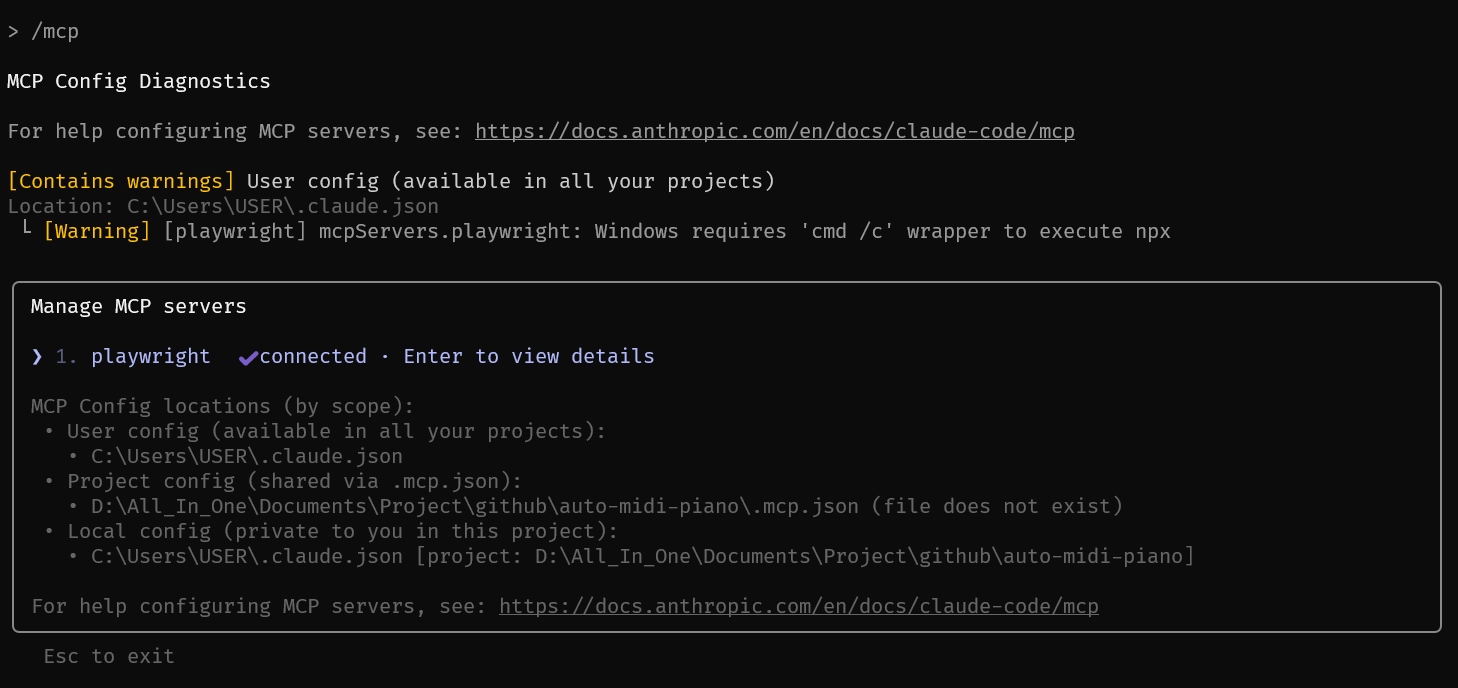 > /mcp
MCP Config Diagnostics
For help configuring MCP servers, see: https://docs.anthropic.com/en/docs/claude-code/mcp
[Contains warnings] User config (available in all your projects)
Location: C:\Users\USER\.claude.json
└ [Warning] [playwright] mcpServers.playwright: Windows requires 'cmd /c' wrapper to execute npx
Manage MCP servers
❯ 1. playwright ✔connected · Enter to view details
MCP Config locations (by scope):
• User config (available in all your projects):
• C:\Users\USER\.claude.json
• Project config (shared via .mcp.json):
• D:\All_In_One\Documents\Project\github\auto-midi-piano\.mcp.json (file does not exist)
• Local config (private to you in this project):
• C:\Users\USER\.claude.json [project: D:\All_In_One\Documents\Project\github\auto-midi-piano]
For help configuring MCP servers, see: https://docs.anthropic.com/en/docs/claude-code/mcp
Esc to exit